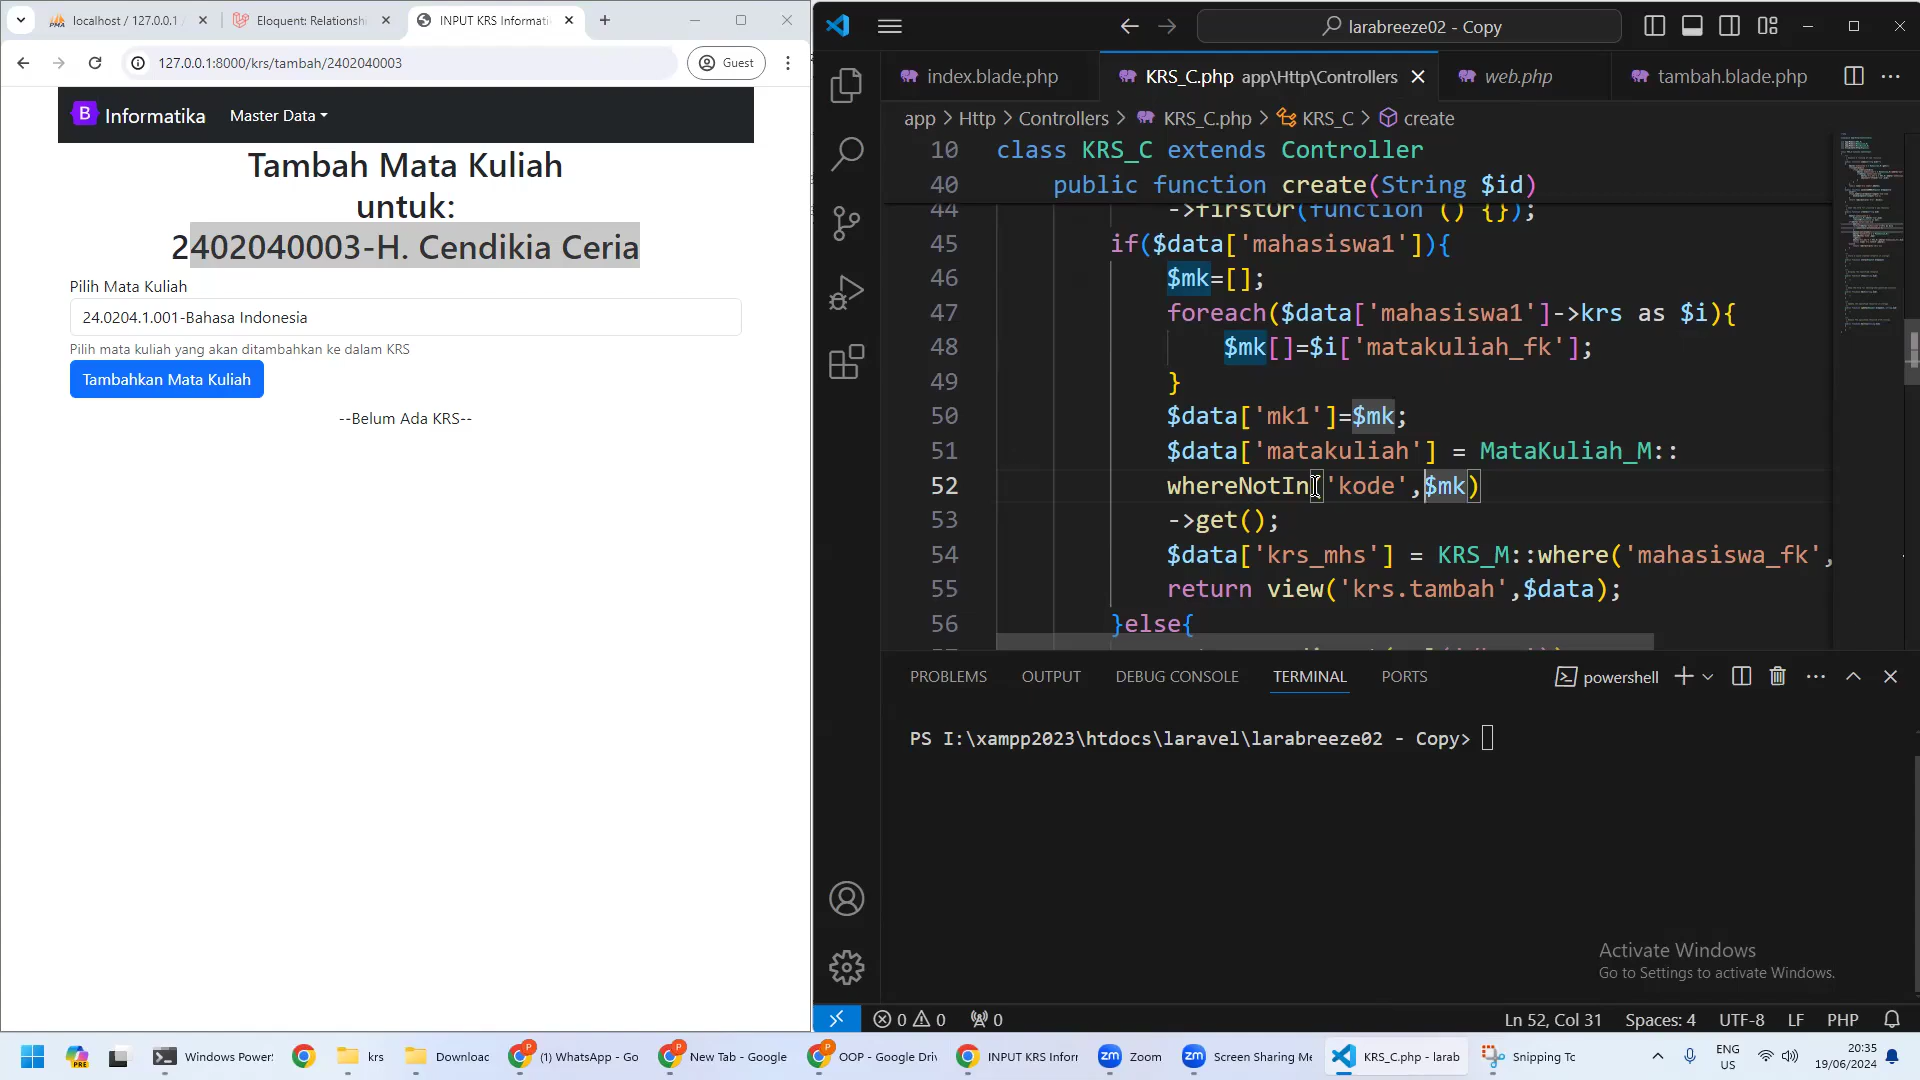 localhost / 127.0.0.1
Eloquent: Relationshi
INPUT KRS Informati
127.0.0.1:8000/krs/tambah/2402040003
Guest
B Informatika
Master Data
Tambah Mata Kuliah
untuk:
2402040003-H. Cendikia Ceria
Pilih Mata Kuliah
24.0204.1.001-Bahasa Indonesia
Pilih mata kuliah yang akan ditambahkan ke dalam KRS
Tambahkan Mata Kuliah
--Belum Ada KRS--
larabreeze02 - Copy
index.blade.php
KRS_C.php app\Http\Controllers
web.php
tambah.blade.php
app > Http > Controllers > KRS_C.php > KRS_C > create
10 class KRS_C extends Controller
40 public function create(String $id)
44 ->firstOr(function () {});
45 if($data['mahasiswa1']){
46 $mk=[];
47 foreach($data['mahasiswa1']->krs as $i){
48 $mk[]=$i['matakuliah_fk'];
49 }
50 $data['mk1']=$mk;
51 $data['matakuliah'] = MataKuliah_M::
52 whereNotIn('kode',$mk)
53 ->get();
54 $data['krs_mhs'] = KRS_M::where('mahasiswa_fk',
55 return view('krs.tambah',$data);
56 }else{
PROBLEMS
OUTPUT
DEBUG CONSOLE
TERMINAL
PORTS
powershell
PS I:\xampp2023\htdocs\laravel\larabreeze02 - Copy>
Activate Windows
Go to Settings to activate Windows.
0 0
0
Ln 52, Col 31
Spaces: 4
UTF-8
LF
PHP
Windows Power
krs
Downloac
(1) WhatsApp - Go
New Tab - Google
OOP - Google Driv
INPUT KRS Inforr
Zoom
Screen Sharing Me
KRS_C.php - larab
Snipping Tc
ENG
US
20:35
19/06/2024